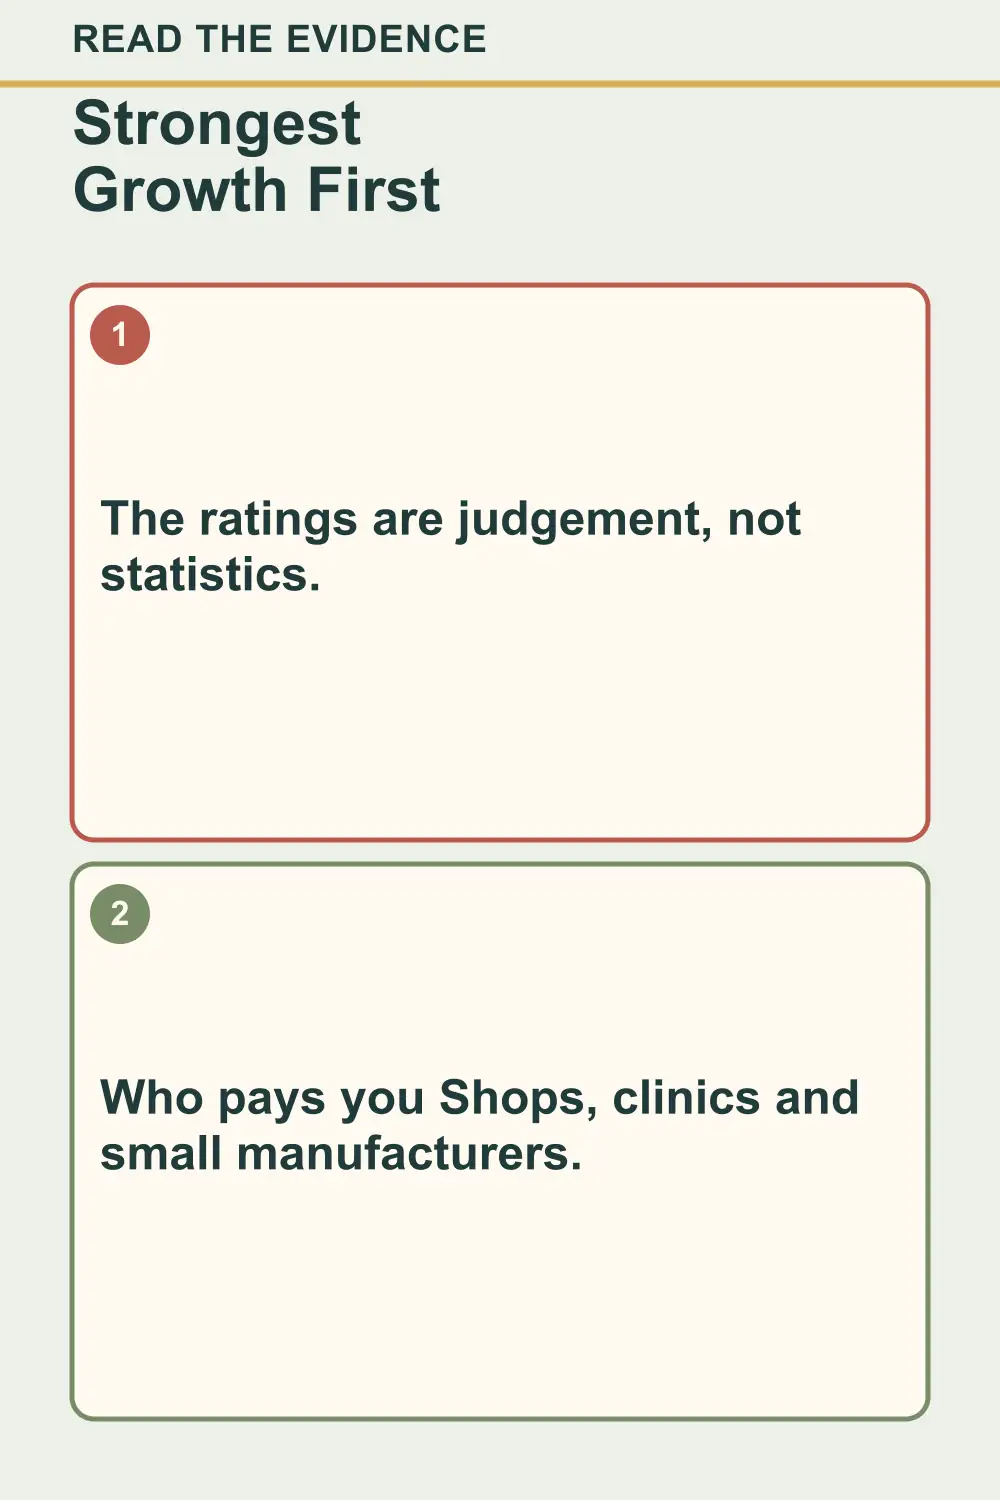 READ THE EVIDENCE
Strongest
Growth First
1
The ratings are judgement, not
statistics.
2
Who pays you Shops, clinics and
small manufacturers.